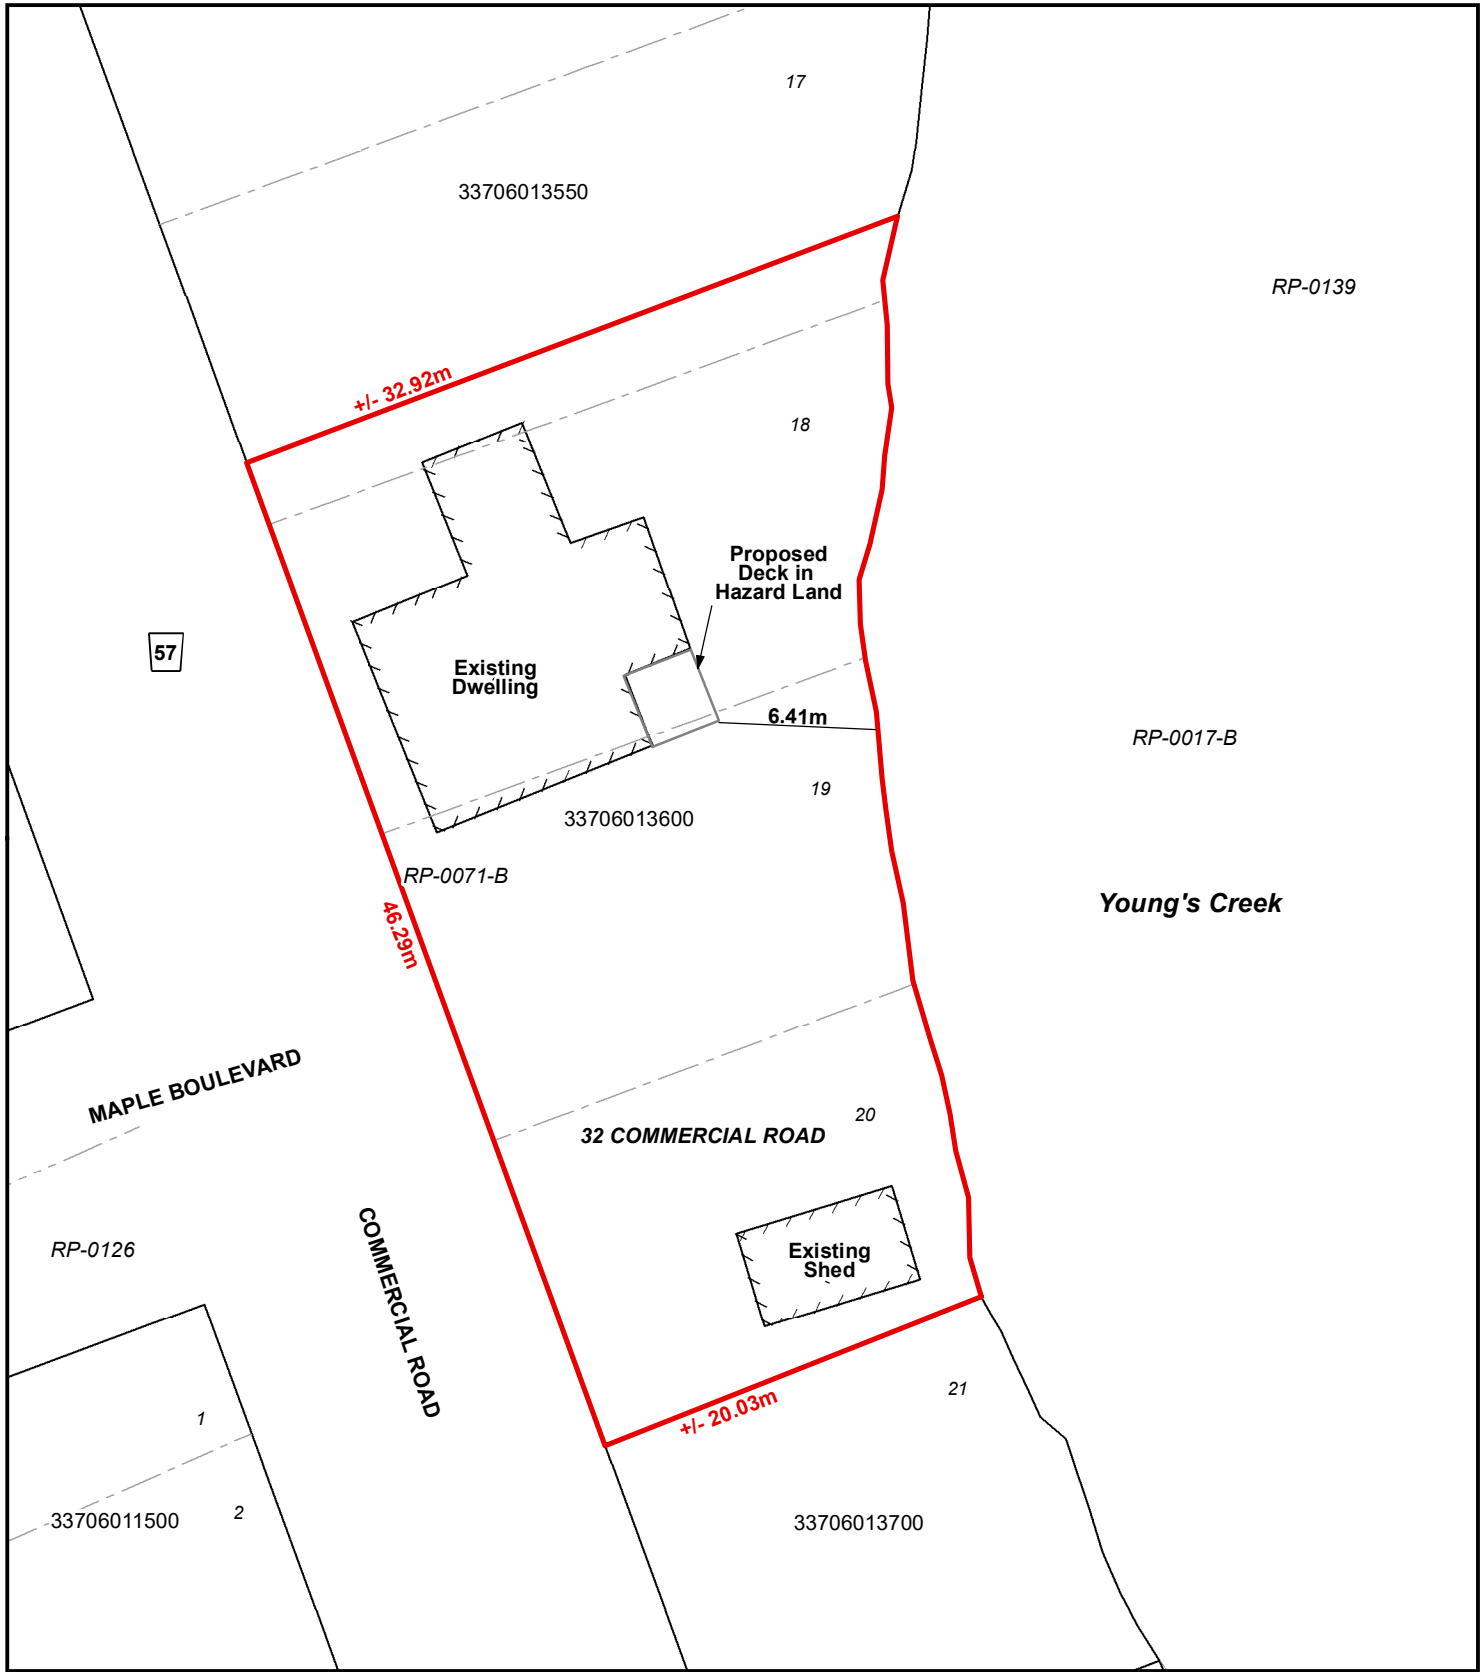 17
33706013550
RP-0139
+/- 32.92m
18
Proposed
Deck in
Hazard Land
57
Existing
Dwelling
6.41m
RP-0017-B
19
33706013600
RP-0071-B
46.29m
Young's Creek
MAPLE BOULEVARD
20
32 COMMERCIAL ROAD
RP-0126
COMMERCIAL ROAD
Existing
Shed
21
+/- 20.03m
1
2
33706011500
33706013700